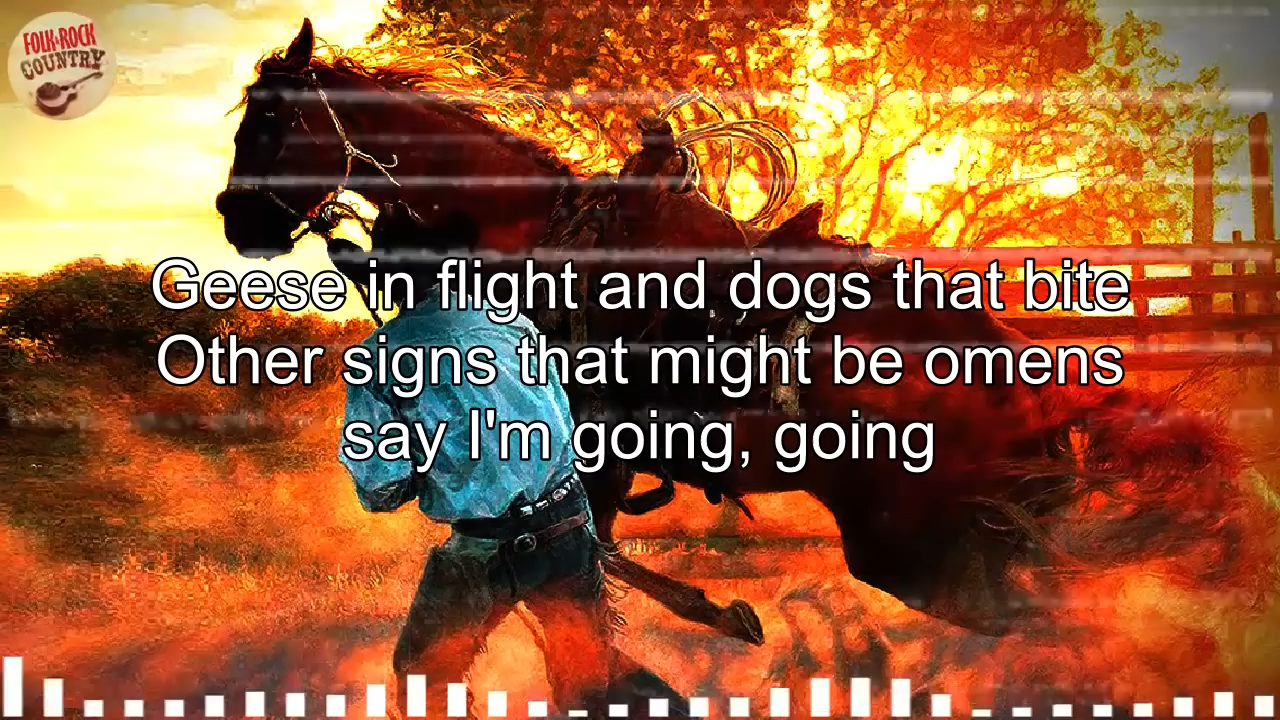 FOLK-ROCK
COUNTRY
Geese in flight and dogs that bite
Other signs that might be omens
say I'm going, going